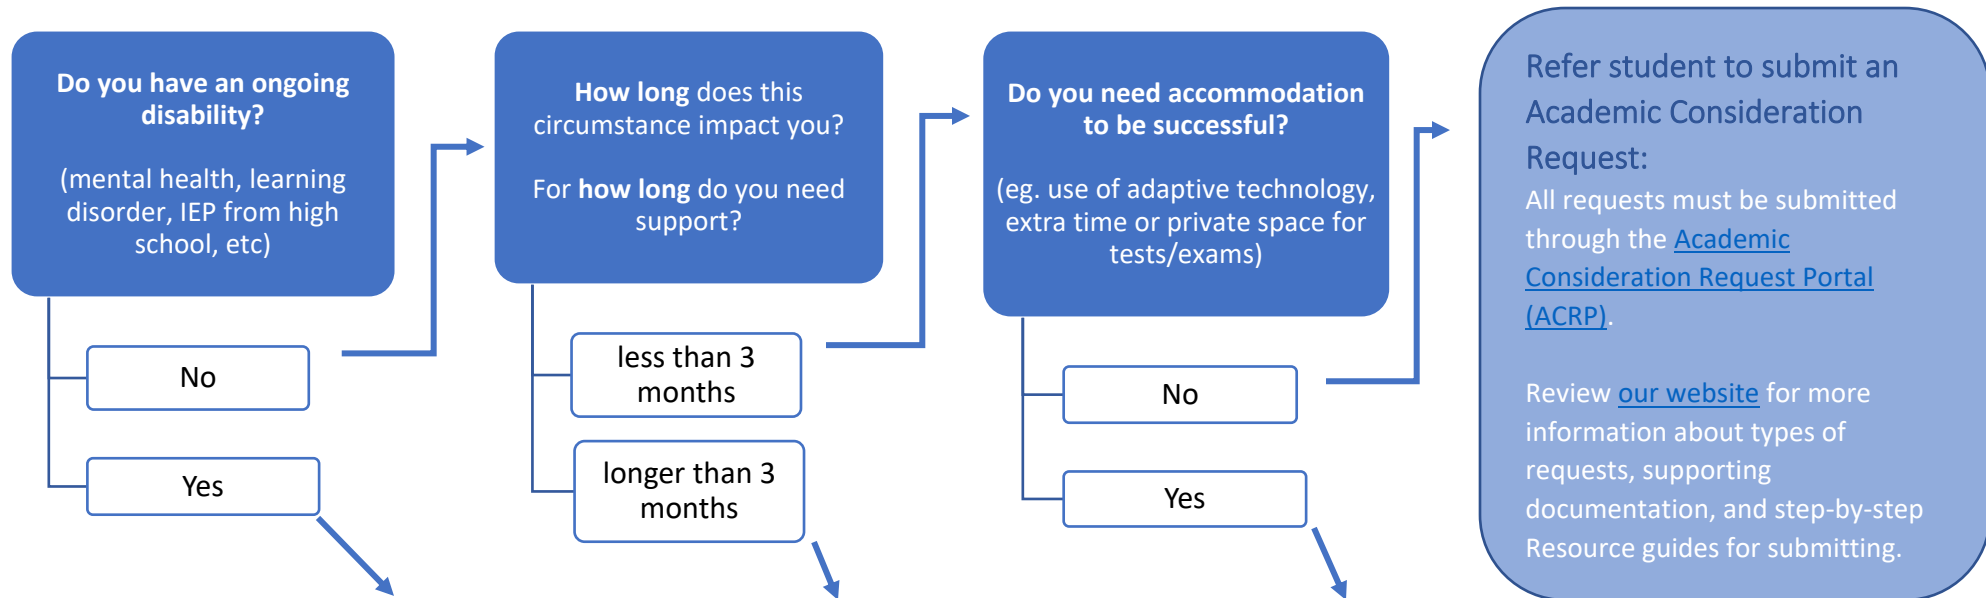 Do you have an ongoing
disability?
(mental health, learning
disorder, IEP from high
school, etc)
No
Yes
How long does this
circumstance impact you?
For how long do you need
support?
less than 3
months
longer than 3
months
Do you need accommodation
to be successful?
(eg. use of adaptive technology,
extra time or private space for
tests/exams)
No
Yes
Refer student to submit an
Academic Consideration
Request:
All requests must be submitted
through the Academic
Consideration Request Portal
(ACRP).
Review our website for more
information about types of
requests, supporting
documentation, and step-by-step
Resource guides for submitting.